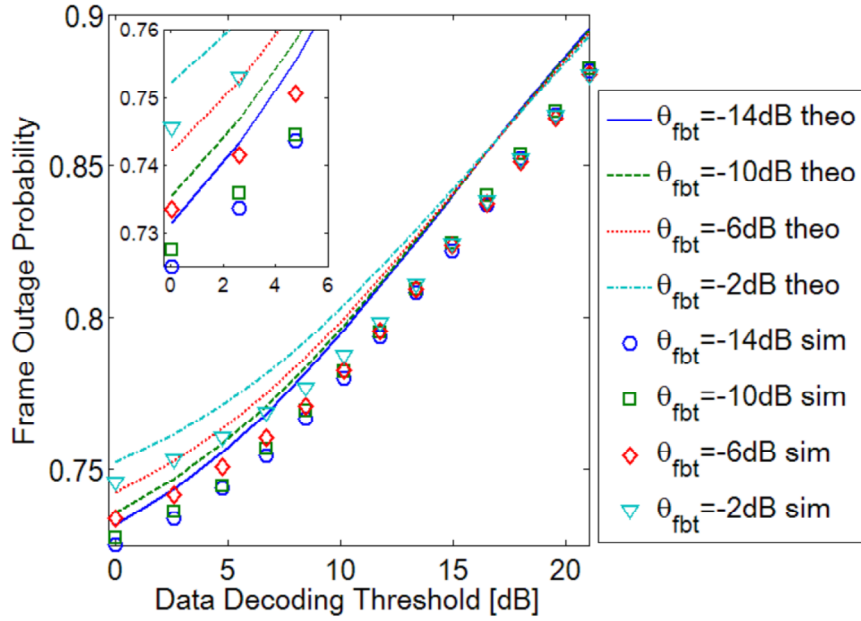 0.9
0.85
0.8
0.75
0.76
0.75
0.74
0.73
0 2 4 6
0 5 10 15 20
Frame Outage Probability
Data Decoding Threshold [dB]
θfbt=-14dB theo
θfbt=-10dB theo
θfbt=-6dB theo
θfbt=-2dB theo
θfbt=-14dB sim
θfbt=-10dB sim
θfbt=-6dB sim
θfbt=-2dB sim